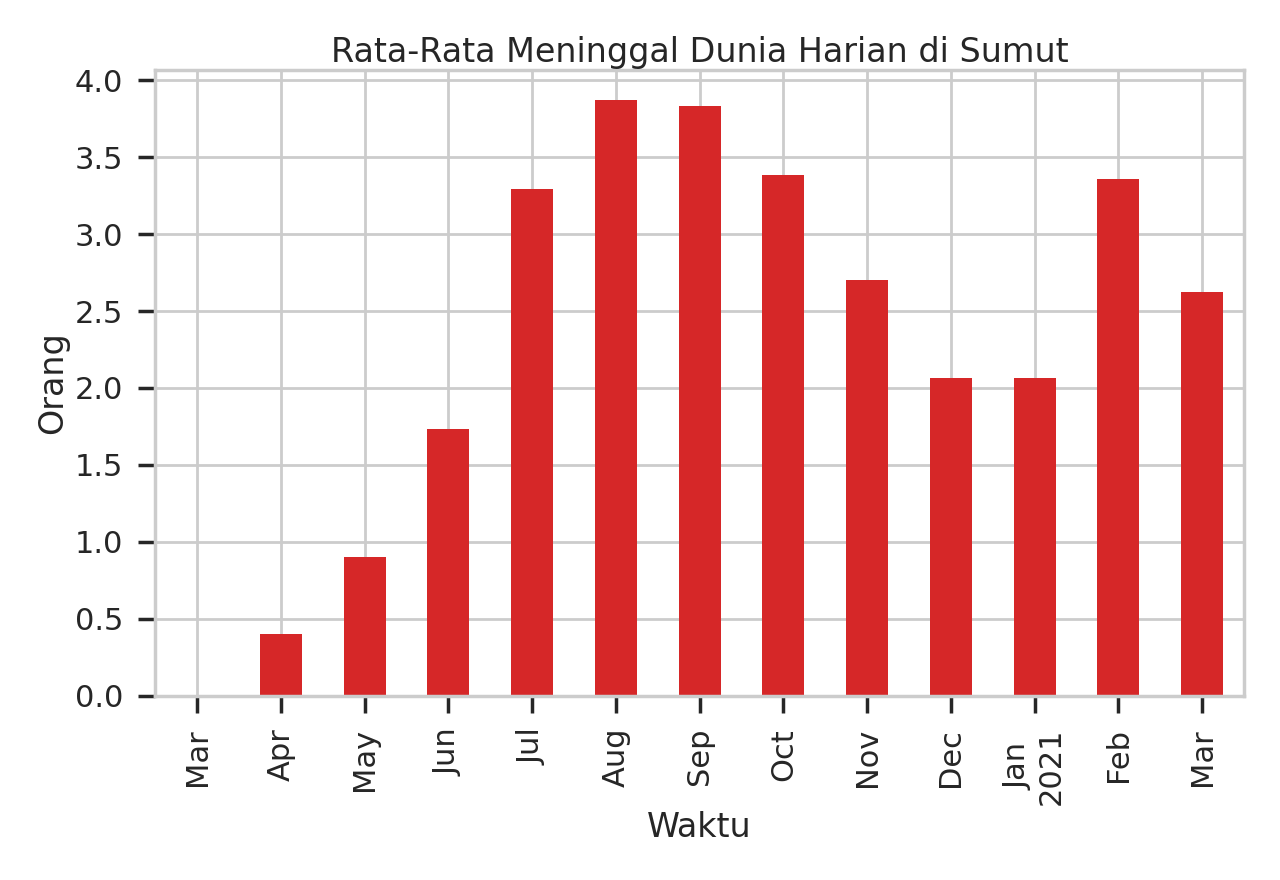 Rata-Rata Meninggal Dunia Harian di Sumut
4.0
3.5
3.0
2.5
2.0
1.5
1.0
0.5
0.0
Orang
Mar
Apr
May
Jun
Jul
Aug
Sep
Oct
Nov
Dec
Jan
2021
Feb
Mar
Waktu